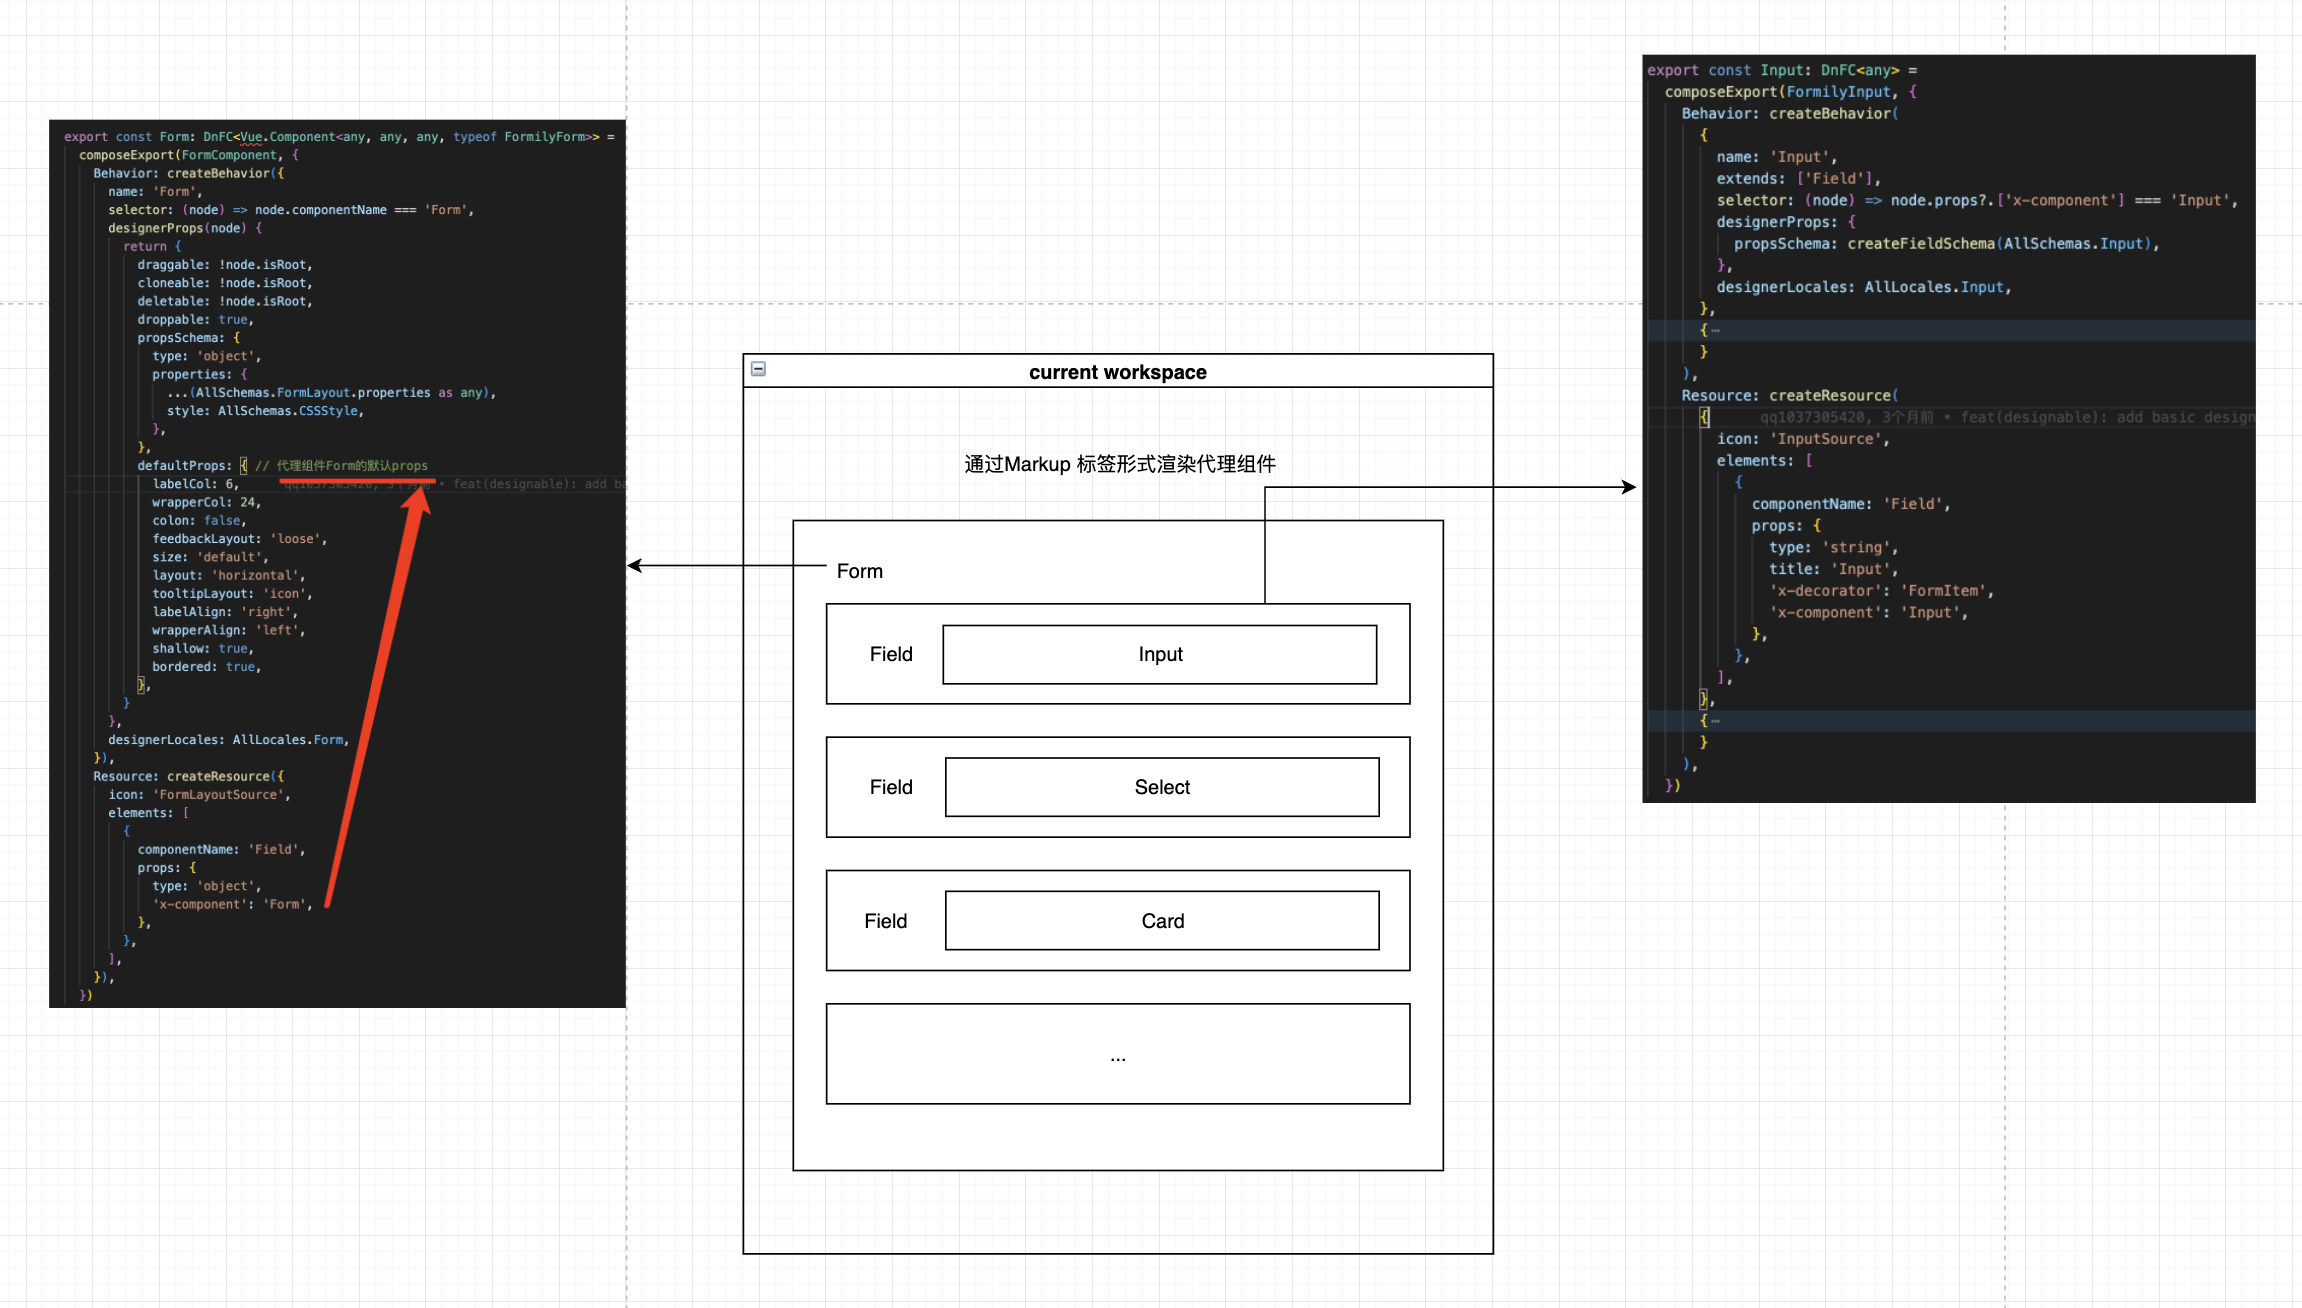 export const Form: DnFC<Vue.Component<any, any, any, typeof FormilyForm>> =
composeExport(FormComponent, {
Behavior: createBehavior({
name: 'Form',
selector: (node) => node.componentName === 'Form',
designerProps(node) {
return {
draggable: !node.isRoot,
cloneable: !node.isRoot,
deletable: !node.isRoot,
droppable: true,
propsSchema: {
type: 'object',
properties: {
...(AllSchemas.FormLayout.properties as any),
style: AllSchemas.CSSStyle,
},
},
defaultProps: { // 代理组件Form的默认props
labelCol: 6, qq1037305420, 3个月前 • feat(designable): add ba
wrapperCol: 24,
colon: false,
feedbackLayout: 'loose',
size: 'default',
layout: 'horizontal',
tooltipLayout: 'icon',
labelAlign: 'right',
wrapperAlign: 'left',
shallow: true,
bordered: true,
},
}
},
designerLocales: AllLocales.Form,
}),
Resource: createResource({
icon: 'FormLayoutSource',
elements: [
{
componentName: 'Field',
props: {
type: 'object',
'x-component': 'Form',
},
},
],
}),
})
current workspace
通过Markup 标签形式渲染代理组件
Form
Field
Input
Field
Select
Field
Card
...
export const Input: DnFC<any> =
composeExport(FormilyInput, {
Behavior: createBehavior(
{
name: 'Input',
extends: ['Field'],
selector: (node) => node.props?.['x-component'] === 'Input',
designerProps: {
propsSchema: createFieldSchema(AllSchemas.Input),
},
designerLocales: AllLocales.Input,
},
{ …
}
),
Resource: createResource(
{ qq1037305420, 3个月前 • feat(designable): add basic design
icon: 'InputSource',
elements: [
{
componentName: 'Field',
props: {
type: 'string',
title: 'Input',
'x-decorator': 'FormItem',
'x-component': 'Input',
},
},
],
},
{ …
}
),
})